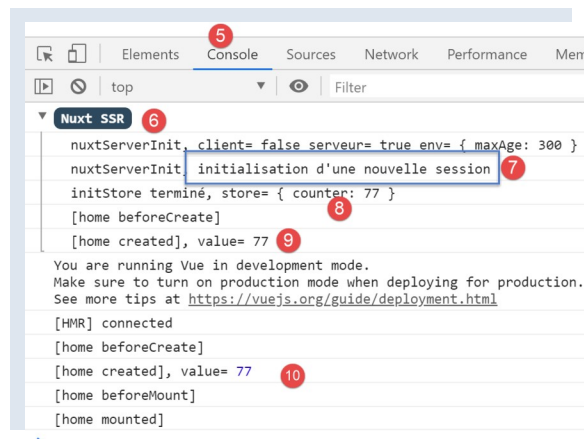 5
Elements Console Sources Network Performance Mem
top Filter
Nuxt SSR 6
nuxtServerInit, client= false serveur= true env= { maxAge: 300 }
nuxtServerInit, initialisation d'une nouvelle session 7
initStore terminé, store= { counter: 77 }
8
[home beforeCreate]
[home created], value= 77 9
You are running Vue in development mode.
Make sure to turn on production mode when deploying for production.
See more tips at https://vuejs.org/guide/deployment.html
[HMR] connected
[home beforeCreate]
[home created], value= 77 10
[home beforeMount]
[home mounted]